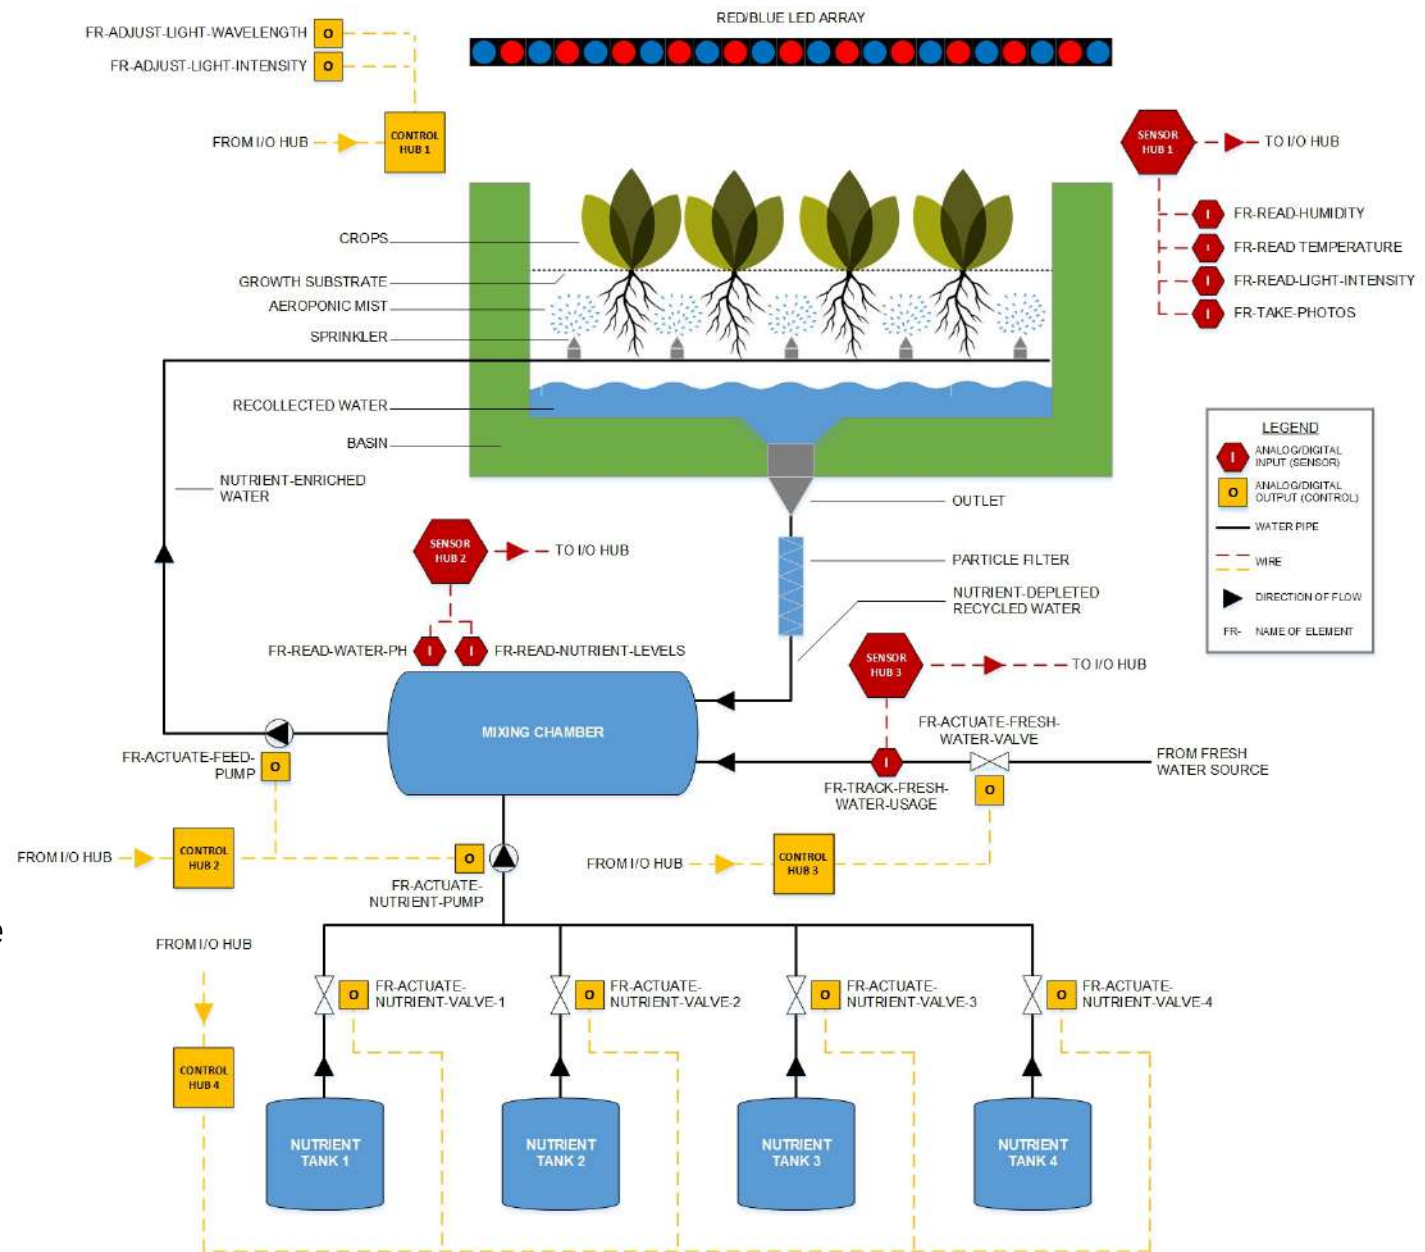 RED/BLUE LED ARRAY
FR-ADJUST-LIGHT-WAVELENGTH
O
FR-ADJUST-LIGHT-INTENSITY
O
FROM I/O HUB
CONTROL
HUB 1
SENSOR
HUB 1
TO I/O HUB
I
FR-READ-HUMIDITY
I
FR-READ TEMPERATURE
I
FR-READ-LIGHT-INTENSITY
I
FR-TAKE-PHOTOS
CROPS
GROWTH SUBSTRATE
AEROPONIC MIST
SPRINKLER
RECOLLECTED WATER
BASIN
NUTRIENT-ENRICHED
WATER
OUTLET
PARTICLE FILTER
NUTRIENT-DEPLETED
RECYCLED WATER
LEGEND
I
ANALOG/DIGITAL
INPUT (SENSOR)
O
ANALOG/DIGITAL
OUTPUT (CONTROL)
WATER PIPE
WIRE
DIRECTION OF FLOW
FR-
NAME OF ELEMENT
SENSOR
HUB 2
TO I/O HUB
FR-READ-WATER-PH
I
I
FR-READ-NUTRIENT-LEVELS
SENSOR
HUB 3
TO I/O HUB
MIXING CHAMBER
FR-ACTUATE-FRESH-
WATER-VALVE
FROM FRESH
WATER SOURCE
I
FR-TRACK-FRESH-
WATER-USAGE
O
FR-ACTUATE-FEED-
PUMP
O
FROM I/O HUB
CONTROL
HUB 2
O
FR-ACTUATE-
NUTRIENT-PUMP
FROM I/O HUB
CONTROL
HUB 3
e
FROM I/O HUB
CONTROL
HUB 4
O
FR-ACTUATE-
NUTRIENT-VALVE-1
O
FR-ACTUATE-
NUTRIENT-VALVE-2
O
FR-ACTUATE-
NUTRIENT-VALVE-3
O
FR-ACTUATE-
NUTRIENT-VALVE-4
NUTRIENT
TANK 1
NUTRIENT
TANK 2
NUTRIENT
TANK 3
NUTRIENT
TANK 4